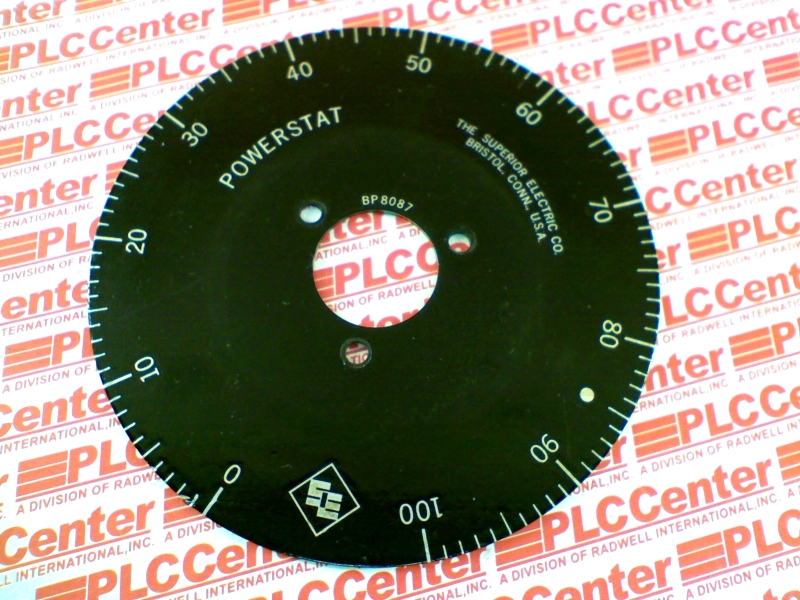 POWERSTAT
THE SUPERIOR ELECTRIC CO.
BRISTOL, CONN. U.S.A.
BP8087
0
10
20
30
40
50
60
70
80
90
100
SE
PLCCenter
A DIVISION OF RADWELL INTERNATIONAL, INC.